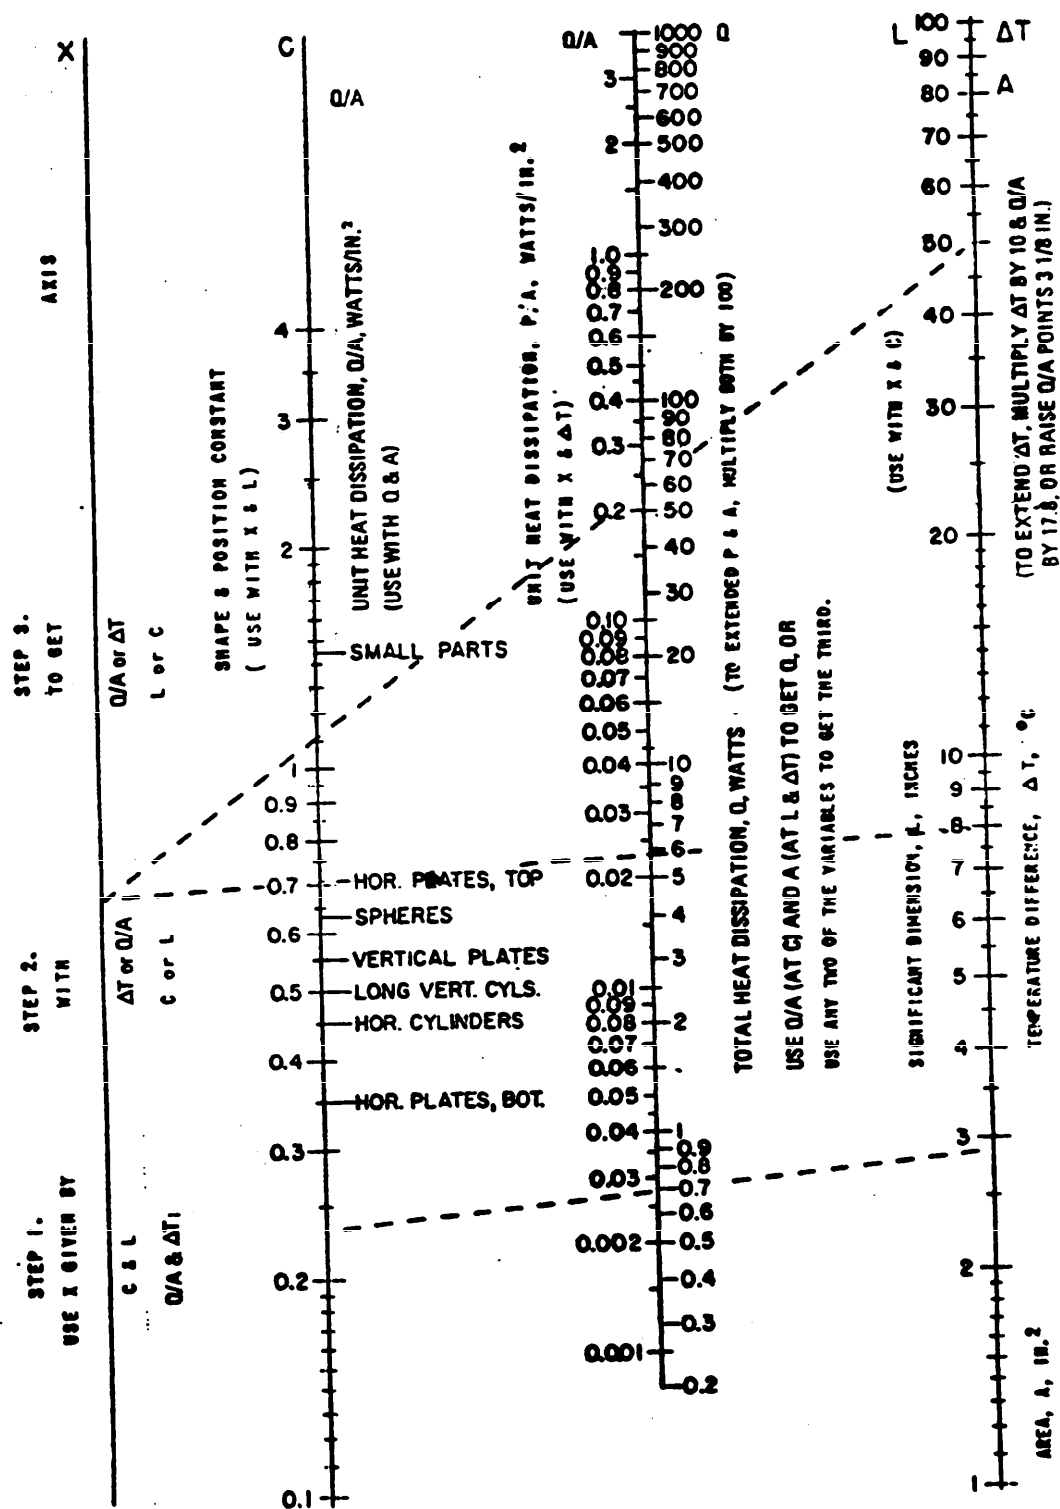 X
AXIS
STEP 3.
TO GET
Q/A or ΔT
L or C
STEP 2.
WITH
ΔT or Q/A
C or L
STEP 1.
USE X GIVEN BY
C & L
Q/A & ΔT
C
Q/A
SHAPE & POSITION CONSTANT
( USE WITH X & L)
UNIT HEAT DISSIPATION, Q/A, WATTS/IN.²
(USE WITH Q & A)
4
3
2
SMALL PARTS
1
0.9
0.8
0.7
HOR. PLATES, TOP
SPHERES
0.6
VERTICAL PLATES
0.5
LONG VERT. CYLS.
HOR. CYLINDERS
0.4
HOR. PLATES, BOT.
0.3
0.2
0.1
Q/A
UNIT HEAT DISSIPATION, P/A, WATTS/IN.²
(USE WITH X & ΔT)
3
2
1.0
0.9
0.8
0.7
0.6
0.5
0.4
0.3
0.2
0.10
0.09
0.08
0.07
0.06
0.05
0.04
0.03
0.02
0.01
0.09
0.08
0.07
0.06
0.05
0.04
0.03
0.002
0.001
Q
1000
900
800
700
600
500
400
300
200
100
90
80
70
60
50
40
30
20
10
9
8
7
6
5
4
3
2
1
0.9
0.8
0.7
0.6
0.5
0.4
0.3
0.2
TOTAL HEAT DISSIPATION, Q, WATTS (TO EXTENDED P & A, MULTIPLY BOTH BY 100)
USE Q/A (AT C) AND A (AT L & ΔT) TO GET Q, OR
USE ANY TWO OF THE VARIABLES TO GET THE THIRD.
L
ΔT
A
100
90
80
70
60
50
40
30
20
10
9
8
7
6
5
4
3
2
1
(USE WITH X & C)
SIGNIFICANT DIMENSION, L, INCHES
(TO EXTEND ΔT, MULTIPLY ΔT BY 10 & Q/A
BY 17.8, OR RAISE Q/A POINTS 3 1/8 IN.)
TEMPERATURE DIFFERENCE, ΔT, °C
AREA, A, IN.²